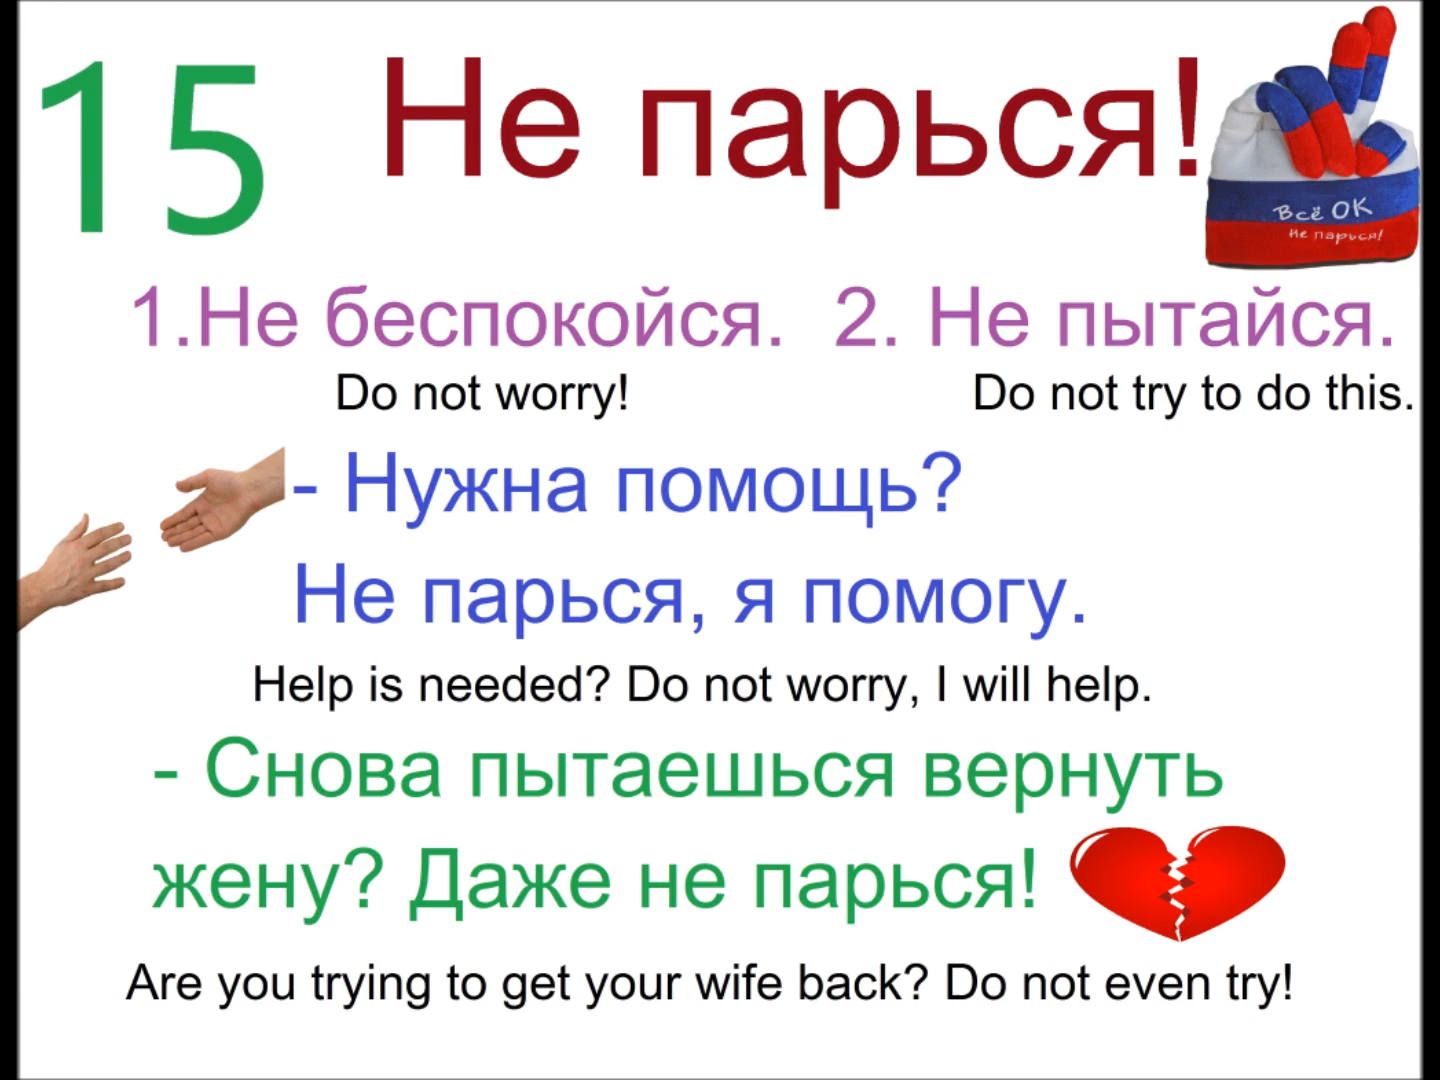 15 Не парься!
Всё ОК
не парься!
1.Не беспокойся. 2. Не пытайся.
Do not worry! Do not try to do this.
- Нужна помощь?
Не парься, я помогу.
Help is needed? Do not worry, I will help.
- Снова пытаешься вернуть
жену? Даже не парься!
Are you trying to get your wife back? Do not even try!